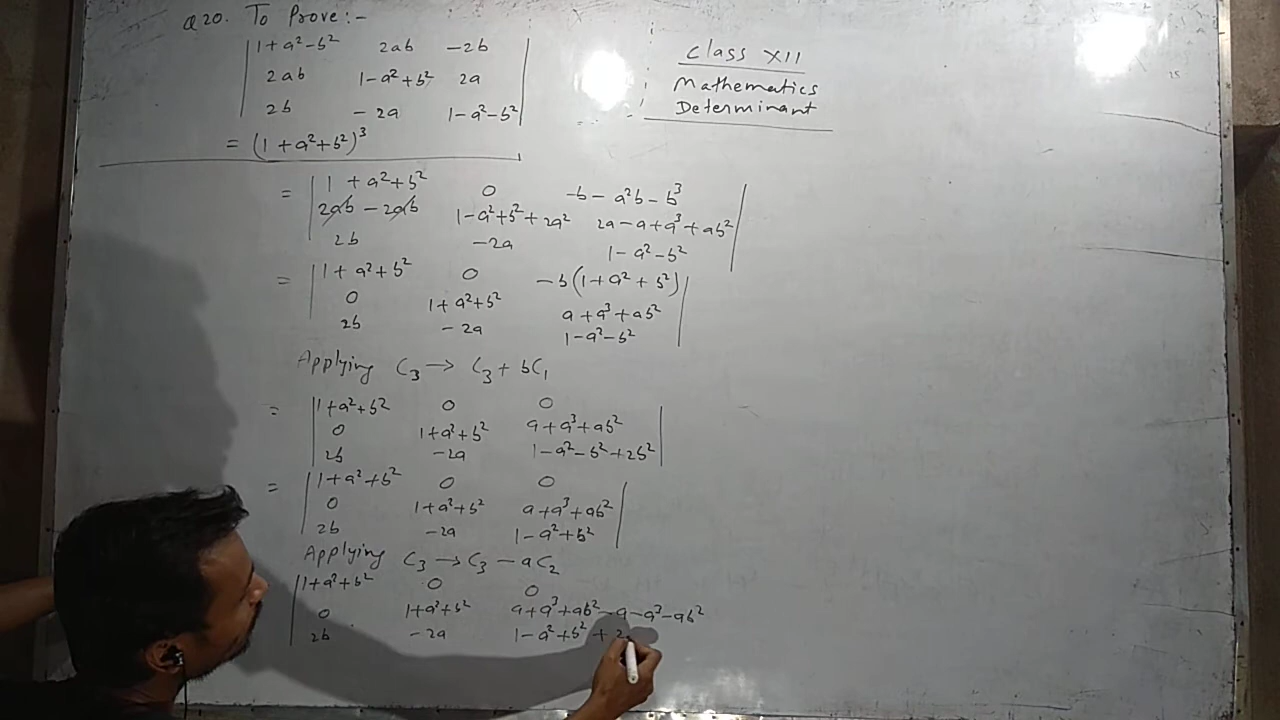 Q20. To Prove:-
1+a²-b² 2ab -2b
2ab 1-a²+b² 2a
2b -2a 1-a²-b²
= (1+a²+b²)³
Class XII
Mathematics
Determinant
= 1+a²+b² 0 -b-a²b-b³
2ab-2ab 1-a²+b²+2a² 2a-a+a³+ab²
2b -2a 1-a²-b²
= 1+a²+b² 0 -b(1+a²+b²)
0 1+a²+b² a+a³+ab²
2b -2a 1-a²-b²
Applying C₃→ C₃+bC₁
= 1+a²+b² 0 0
0 1+a²+b² a+a³+ab²
2b -2a 1-a²-b²+2b²
= 1+a²+b² 0 0
0 1+a²+b² a+a³+ab²
2b -2a 1-a²+b²
Applying C₃→C₃-aC₂
1+a²+b² 0 0
0 1+a²+b² a+a³+ab²-a-a³-ab²
2b -2a 1-a²+b²+2